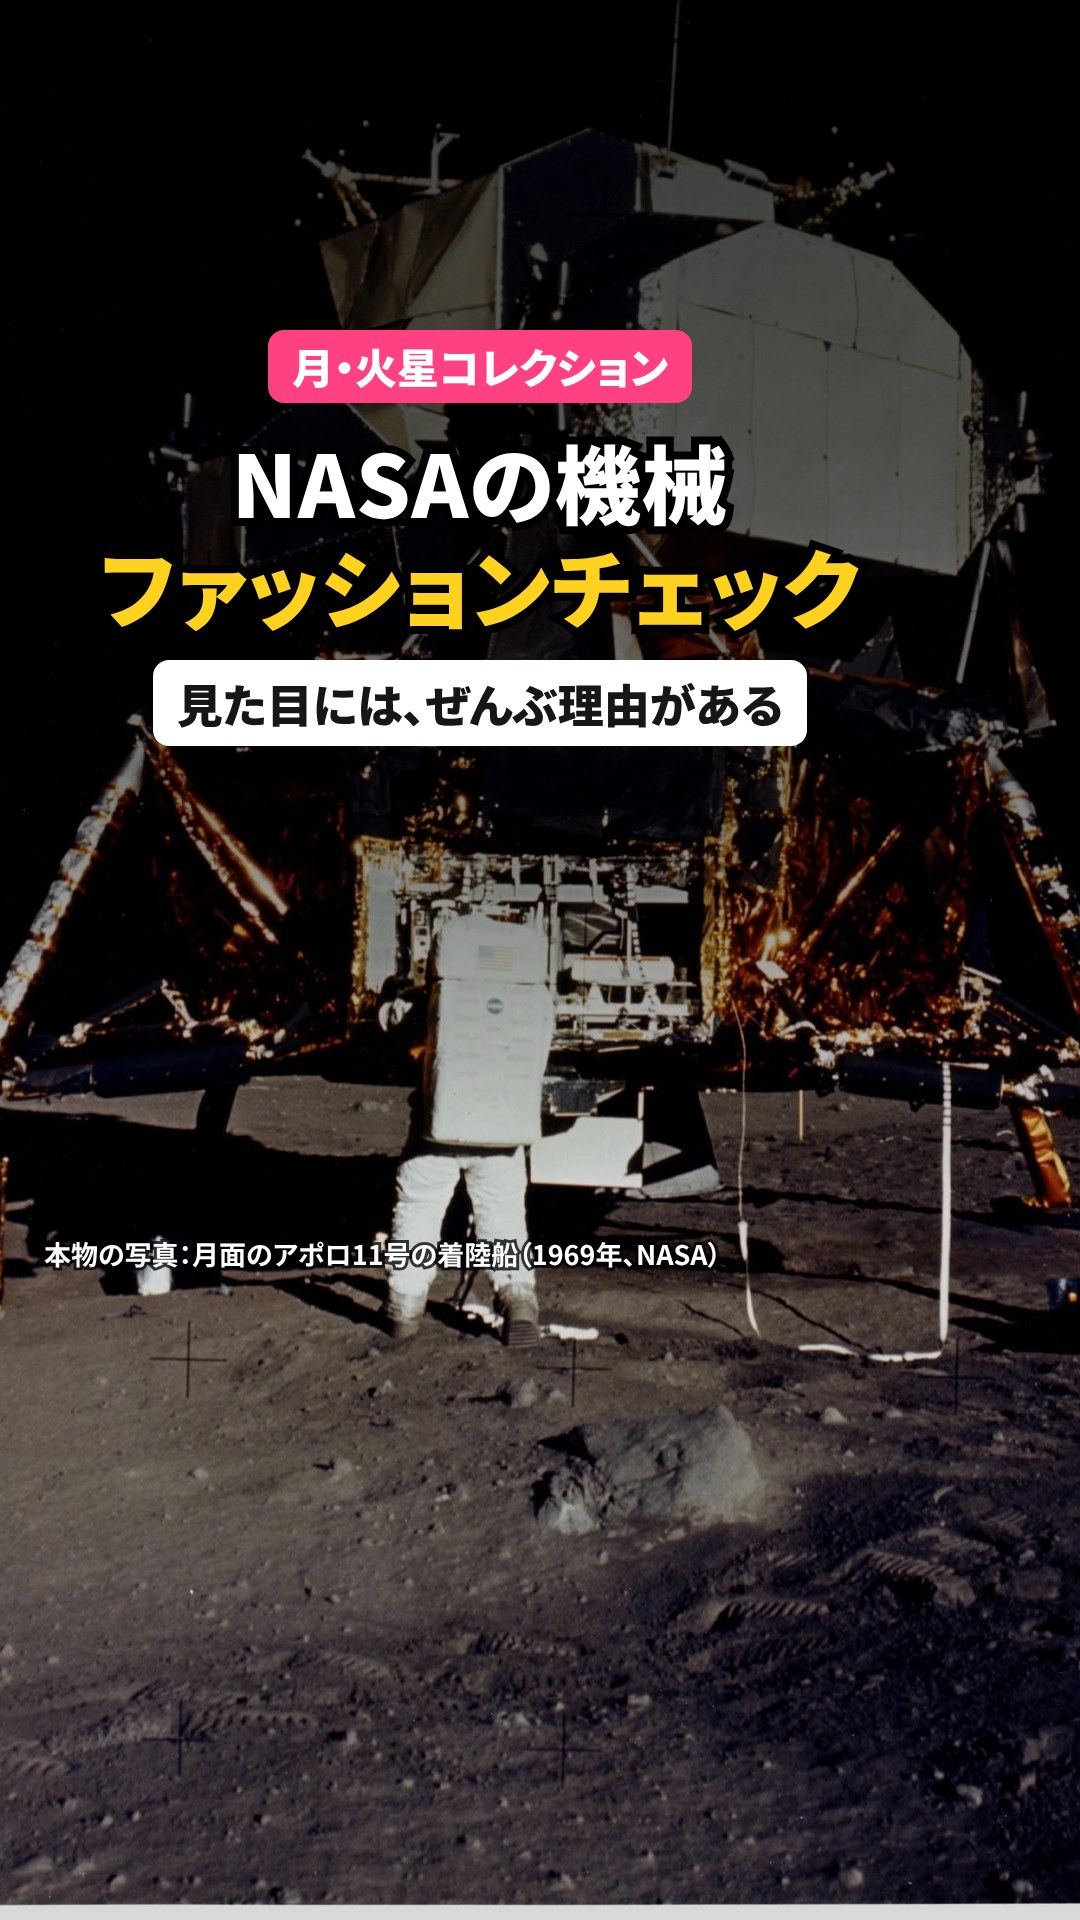 月・火星コレクション
NASAの機械
ファッションチェック
見た目には、ぜんぶ理由がある
本物の写真：月面のアポロ11号の着陸船（1969年、NASA）